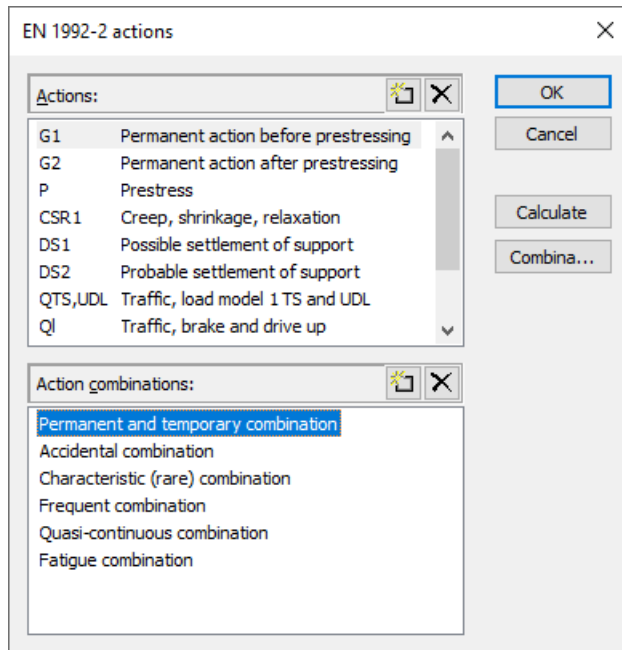 EN 1992-2 actions
Actions:
OK
G1 Permanent action before prestressing
Cancel
G2 Permanent action after prestressing
P Prestress
CSR1 Creep, shrinkage, relaxation
Calculate
DS1 Possible settlement of support
Combina...
DS2 Probable settlement of support
QTS,UDL Traffic, load model 1 TS and UDL
Ql Traffic, brake and drive up
Action combinations:
Permanent and temporary combination
Accidental combination
Characteristic (rare) combination
Frequent combination
Quasi-continuous combination
Fatigue combination